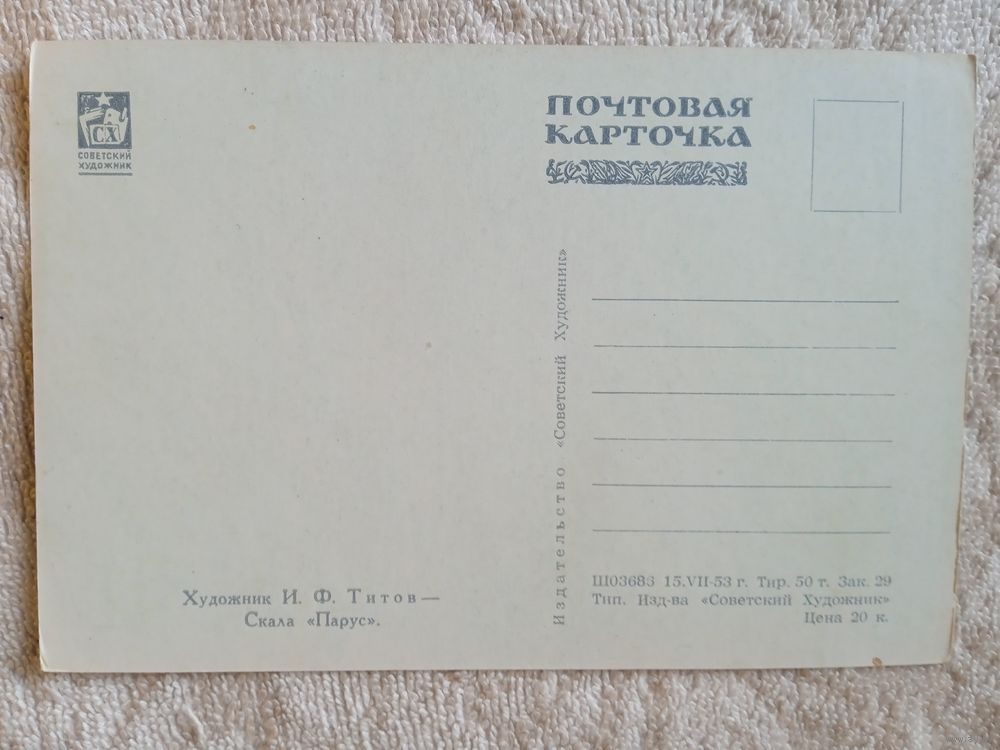 СХ
СОВЕТСКИЙ
ХУДОЖНИК
ПОЧТОВАЯ
КАРТОЧКА
Издательство «Советский Художник»
Художник И. Ф. Титов —
Скала «Парус».
Ш03683 15.VII-53 г. Тир. 50 т. Зак. 29
Тип. Изд-ва «Советский Художник»
Цена 20 к.